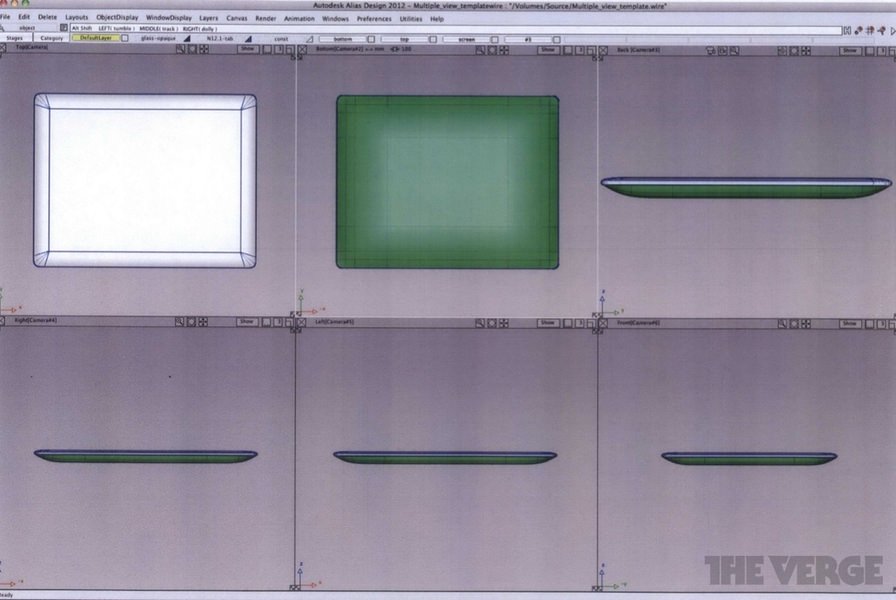 Autodesk Alias Design 2012 - Multiple_view_templatewire : "/Volumes/Source/Multiple_view_template.wire"
File Edit Delete Layouts ObjectDisplay WindowDisplay Layers Canvas Render Animation Windows Preferences Utilities Help
object Alt Shift LEFT( tumble ) MIDDLE( track ) RIGHT( dolly )
Stages Category DefaultLayer glass-opaque N12.1-tab const bottom top screen #3
Top[Camera] Show Bottom[Camera#2] Show Back [Camera#3] Show
Right[Camera#4] Show Left[Camera#5] Show Front[Camera#6] Show
THE VERGE
Ready